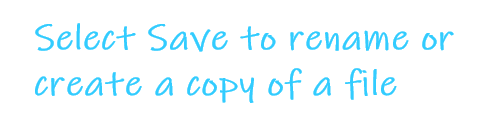 Select Save to rename or
create a copy of a file